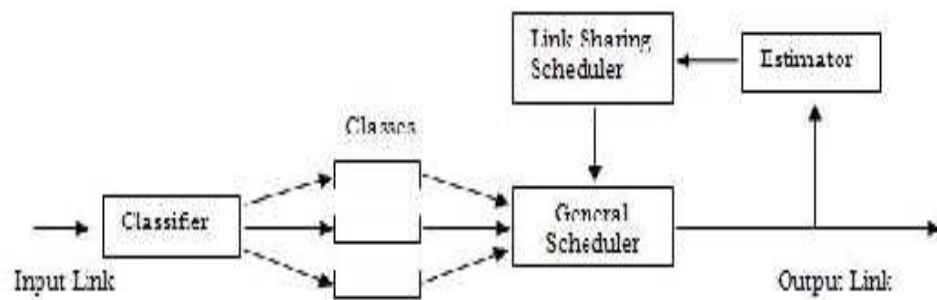 Link Sharing
Scheduler
Estimator
Classes
Classifier
General
Scheduler
Input Link
Output Link